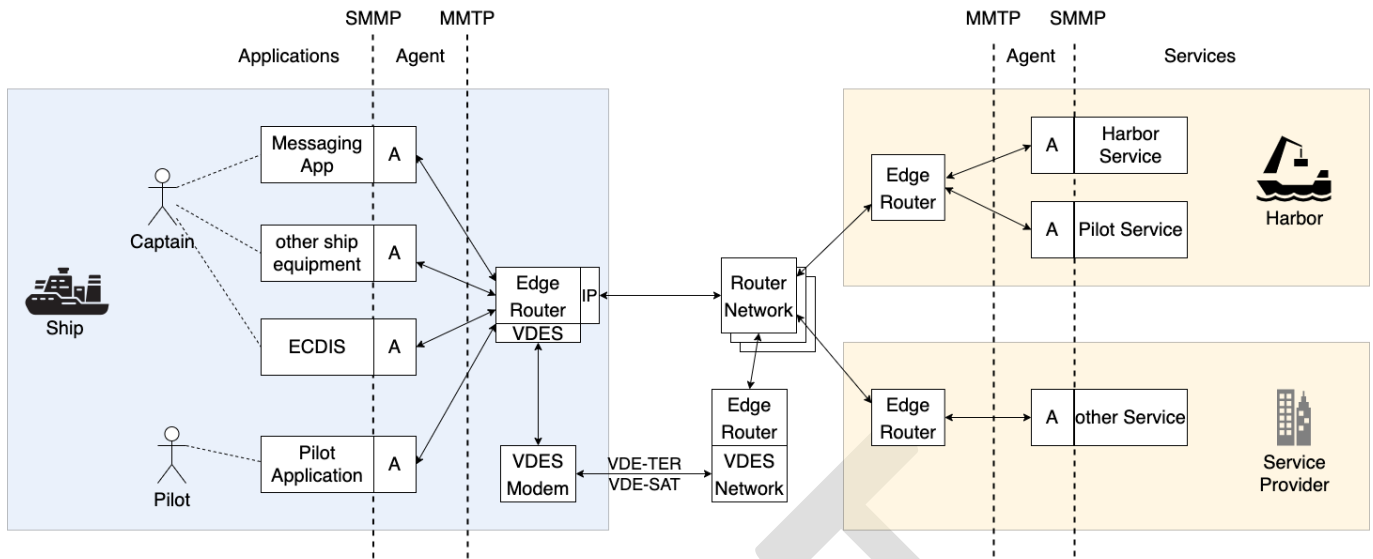 SMMP
MMTP
MMTP
SMMP
Applications
Agent
Agent
Services
Messaging
App
A
Captain
other ship
equipment
A
Ship
ECDIS
A
Pilot
Pilot
Application
A
Edge
Router
IP
VDES
VDES
Modem
VDE-TER
VDE-SAT
Router
Network
Edge
Router
VDES
Network
Edge
Router
A
Harbor
Service
A
Pilot Service
Harbor
Edge
Router
A
other Service
Service
Provider